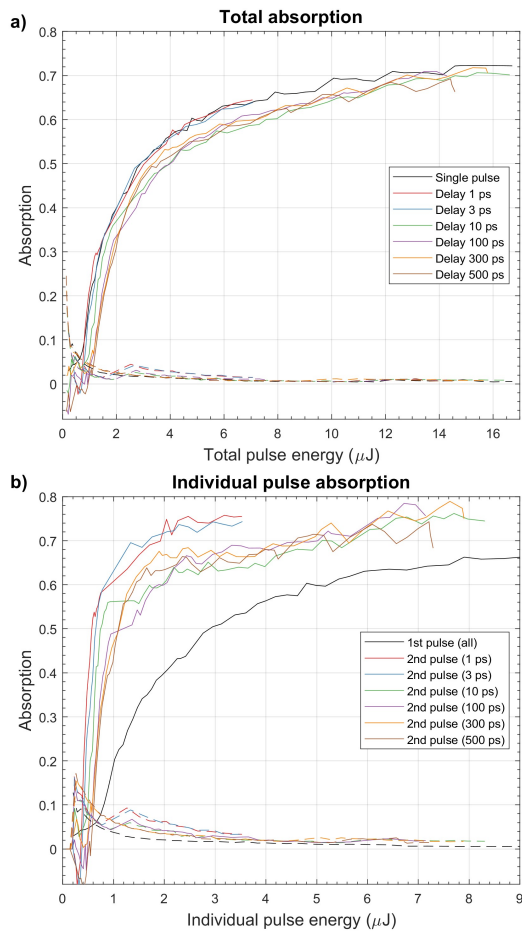 a)
Total absorption
0.8
0.7
0.6
0.5
0.4
0.3
0.2
0.1
0
Absorption
Single pulse
Delay 1 ps
Delay 3 ps
Delay 10 ps
Delay 100 ps
Delay 300 ps
Delay 500 ps
0 2 4 6 8 10 12 14 16
Total pulse energy (μJ)
b)
Individual pulse absorption
0.8
0.7
0.6
0.5
0.4
0.3
0.2
0.1
0
Absorption
1st pulse (all)
2nd pulse (1 ps)
2nd pulse (3 ps)
2nd pulse (10 ps)
2nd pulse (100 ps)
2nd pulse (300 ps)
2nd pulse (500 ps)
0 1 2 3 4 5 6 7 8 9
Individual pulse energy (μJ)